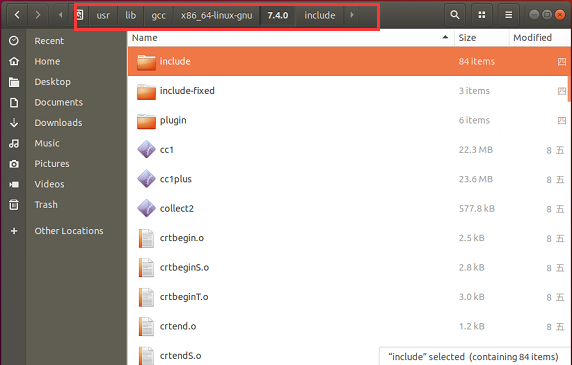 usr lib gcc x86_64-linux-gnu 7.4.0 include
Recent
Home
Desktop
Documents
Downloads
Music
Pictures
Videos
Trash
Other Locations
Name Size Modified
include 84 items 四
include-fixed 3 items 四
plugin 6 items 四
cc1 22.3 MB 8 五
cc1plus 23.6 MB 8 五
collect2 577.8 kB 8 五
crtbegin.o 2.5 kB 8 五
crtbeginS.o 2.8 kB 8 五
crtbeginT.o 3.0 kB 8 五
crtend.o 1.2 kB 8 五
crtendS.o
“include” selected (containing 84 items)